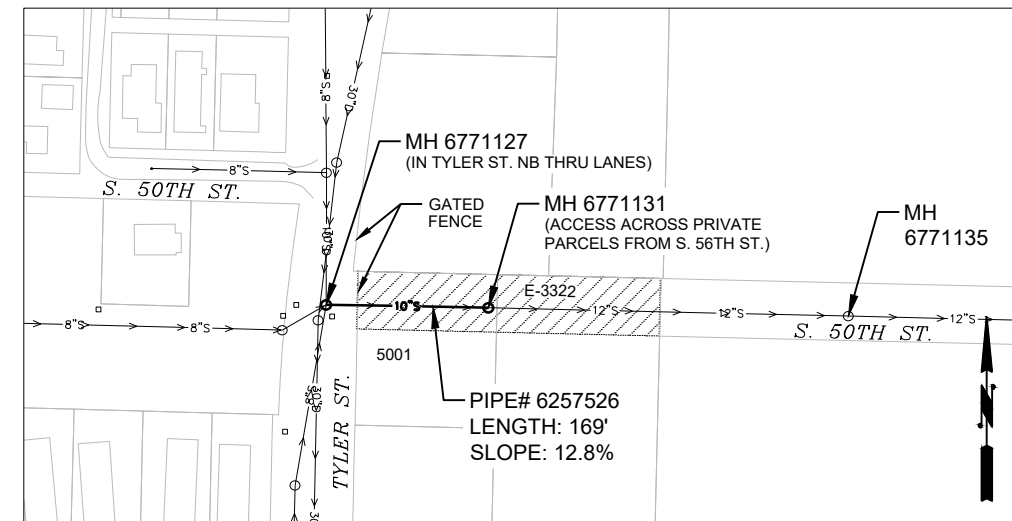 8"S
30"D
MH 6771127
(IN TYLER ST. NB THRU LANES)
8"S
S. 50TH ST.
GATED
FENCE
MH 6771131
(ACCESS ACROSS PRIVATE
PARCELS FROM S. 56TH ST.)
MH
6771135
E-3322
10"S
12"S
12"S
12"S
S. 50TH ST.
8"S
8"S
5001
TYLER ST.
PIPE# 6257526
LENGTH: 169'
SLOPE: 12.8%
N